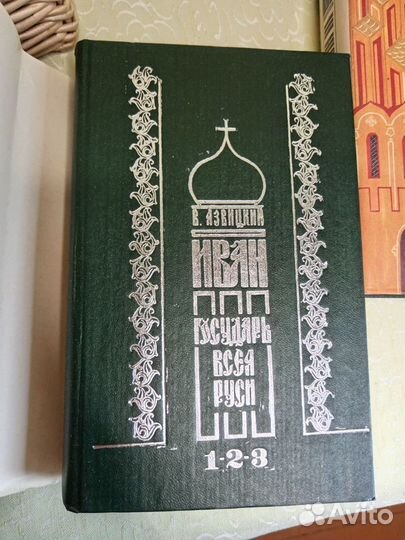 В. ЯЗВИЦКИЙ
ИВАН
ГОСУДАРЬ
ВСЕЯ
РУСИ
1-2-3
Avito